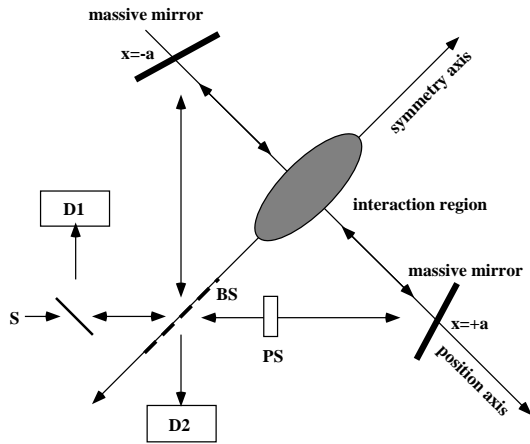 massive mirror
x=-a
symmetry axis
D1
interaction region
massive mirror
BS
S
x=+a
PS
position axis
D2